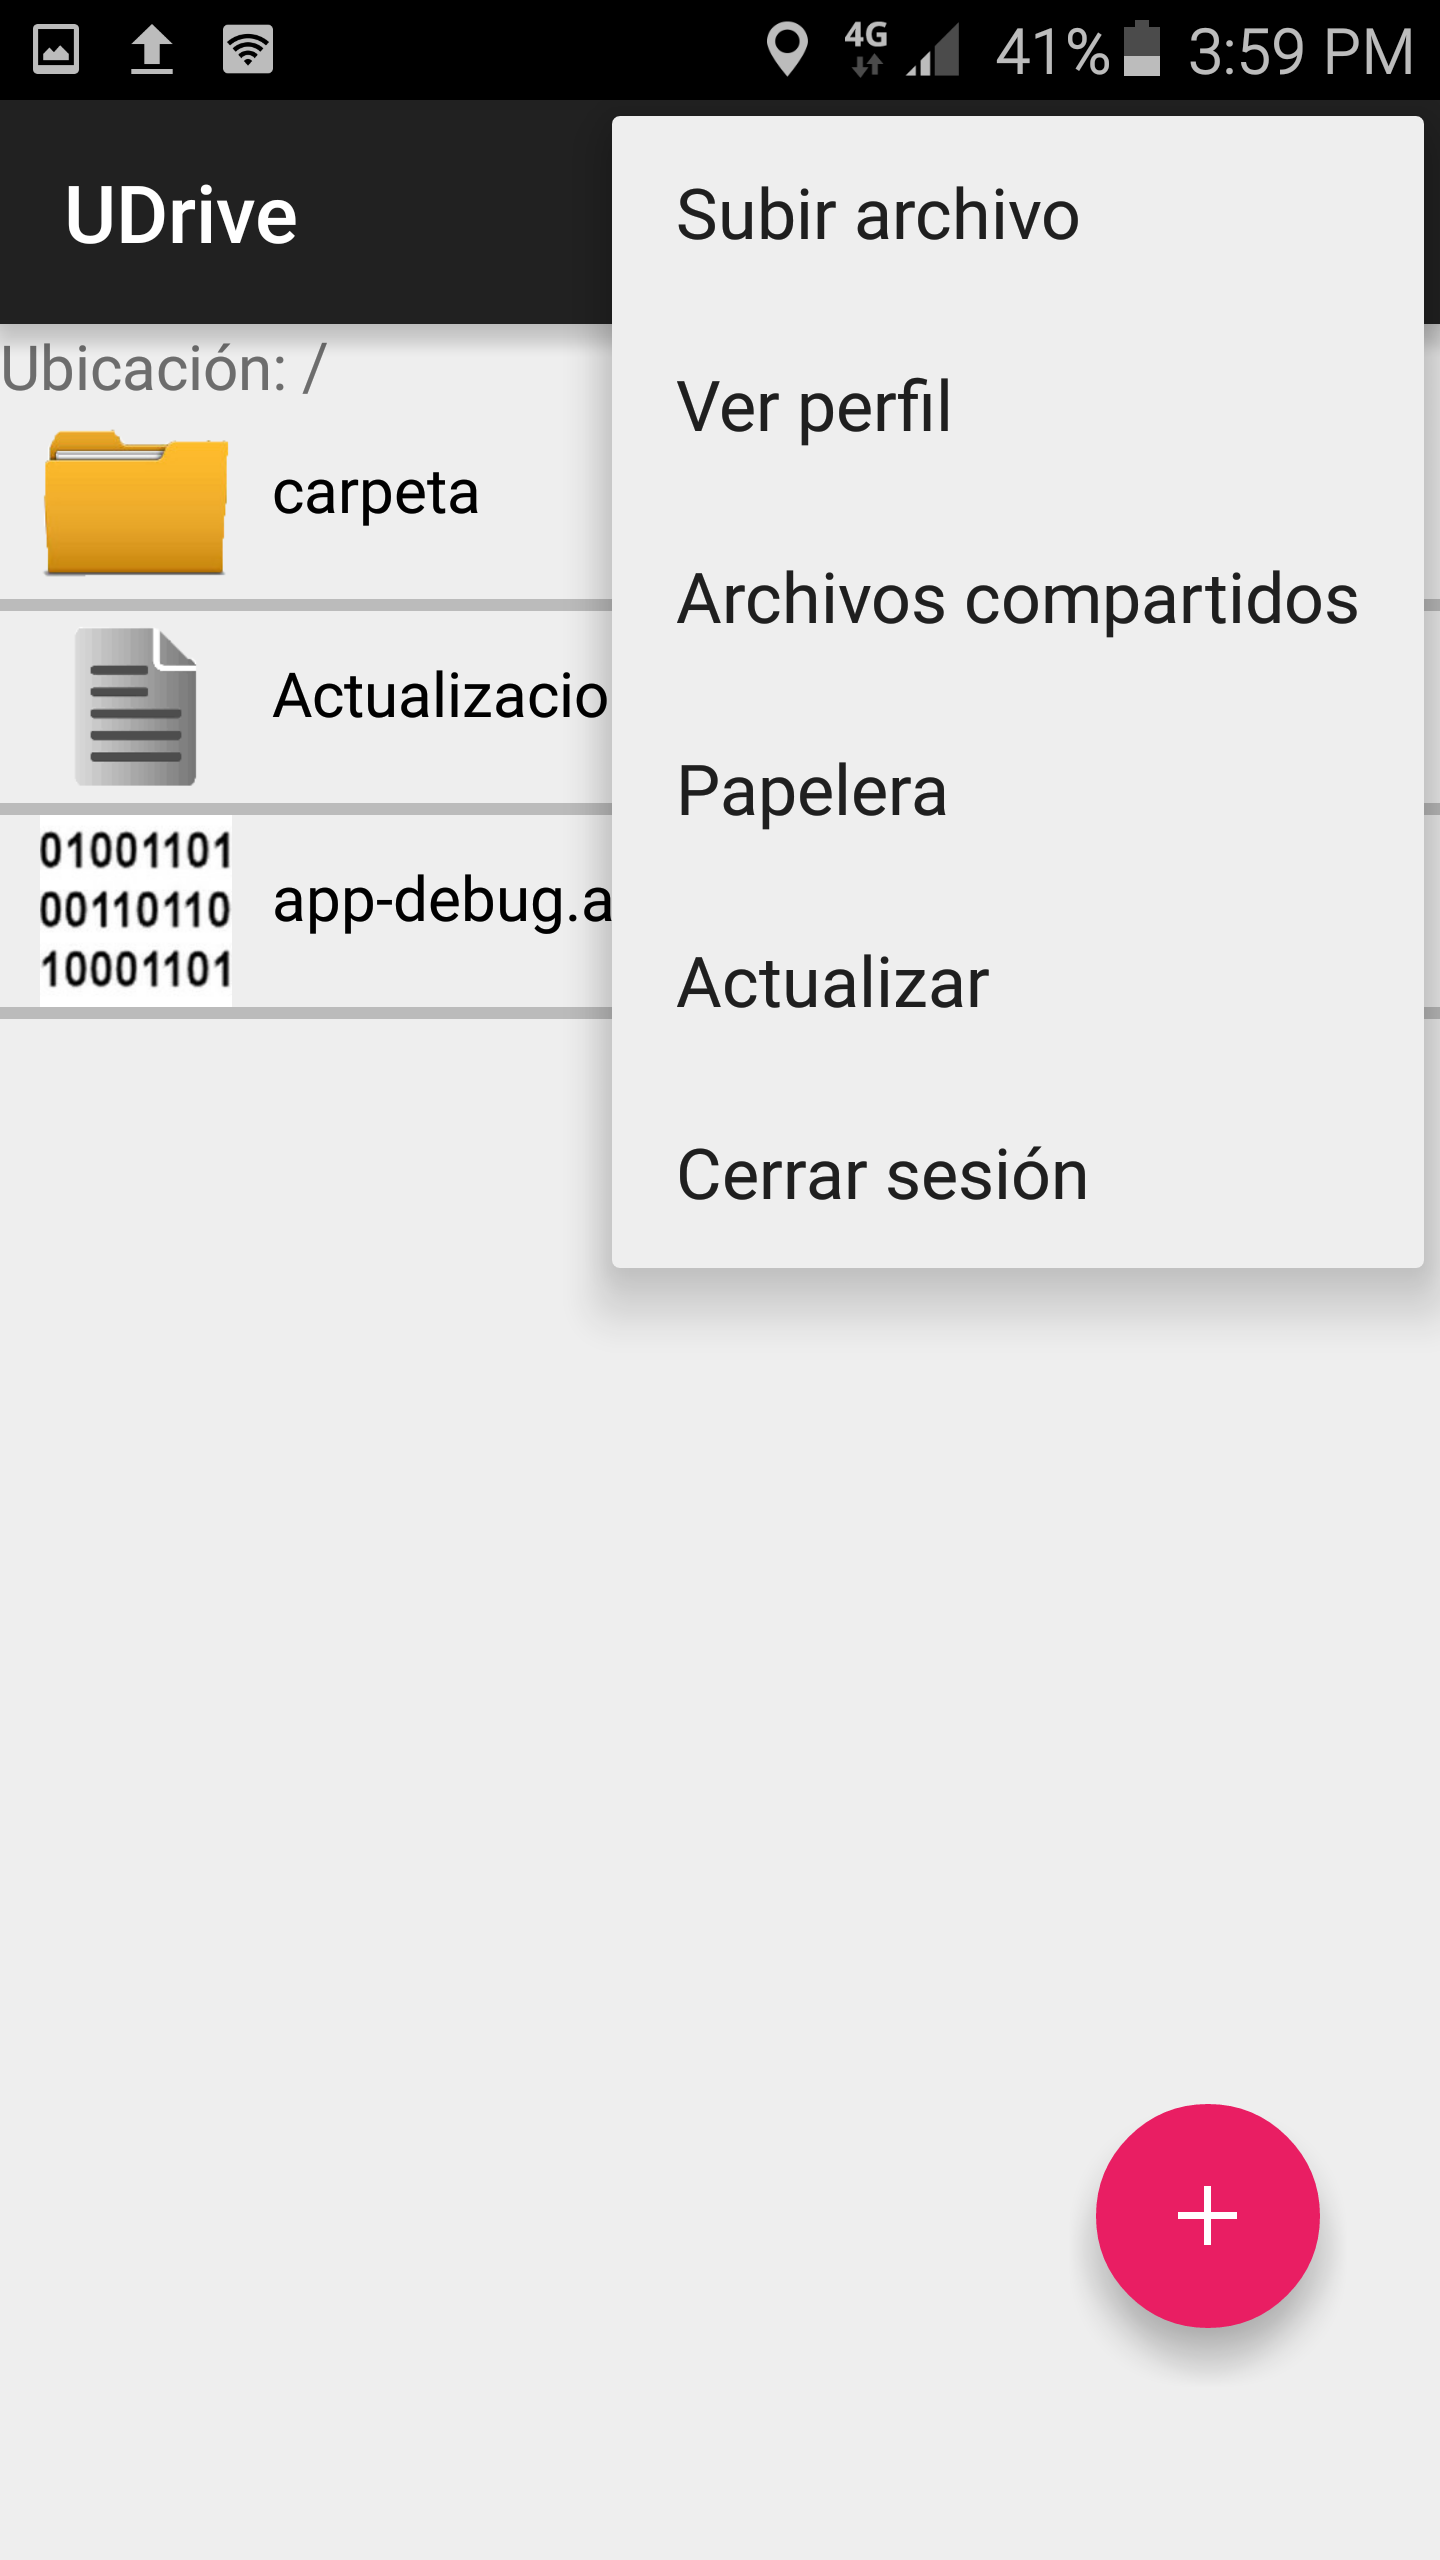 4G 41% 3:59 PM
UDrive
Subir archivo
Ver perfil
Archivos compartidos
Papelera
Actualizar
Cerrar sesión
Ubicación: /
carpeta
Actualizacio
app-debug.a
01001101
00110110
10001101